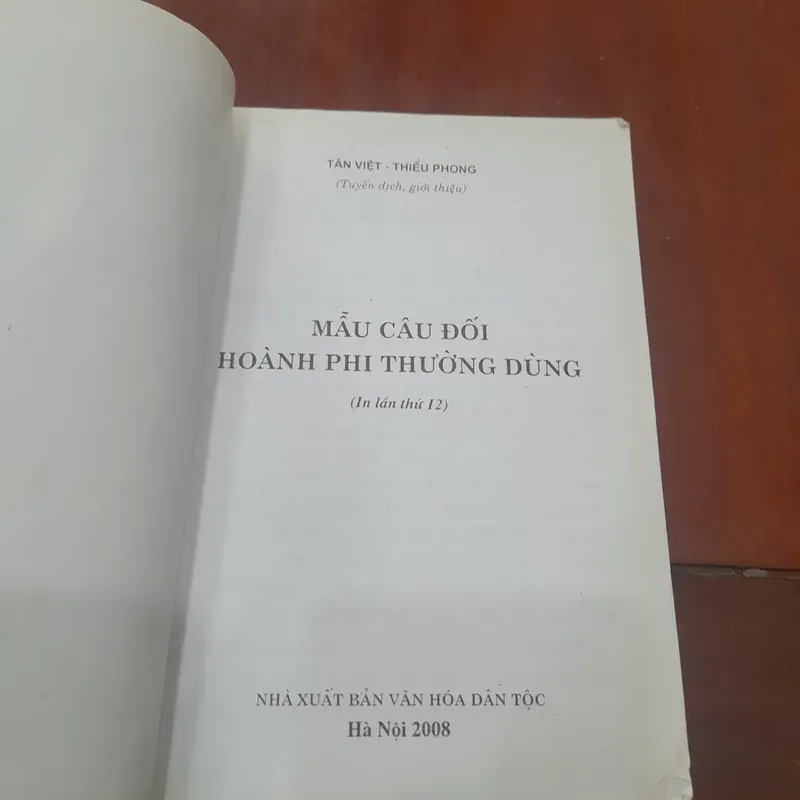 TÂN VIỆT - THIỀU PHONG
(Tuyển dịch, giới thiệu)
MẪU CÂU ĐỐI
HOÀNH PHI THƯỜNG DÙNG
(In lần thứ 12)
NHÀ XUẤT BẢN VĂN HÓA DÂN TỘC
Hà Nội 2008